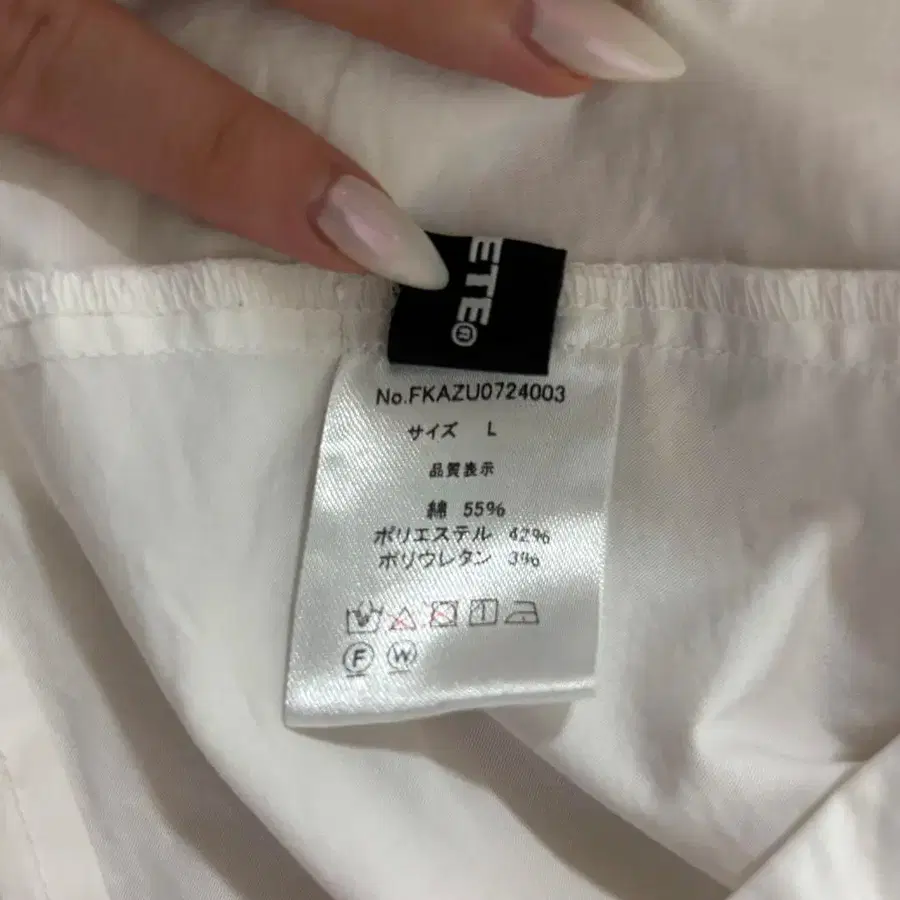 ETE®
No.FKAZU0724003
サイズ L
品質表示
綿 55%
ポリエステル 42%
ポリウレタン 3%
F W